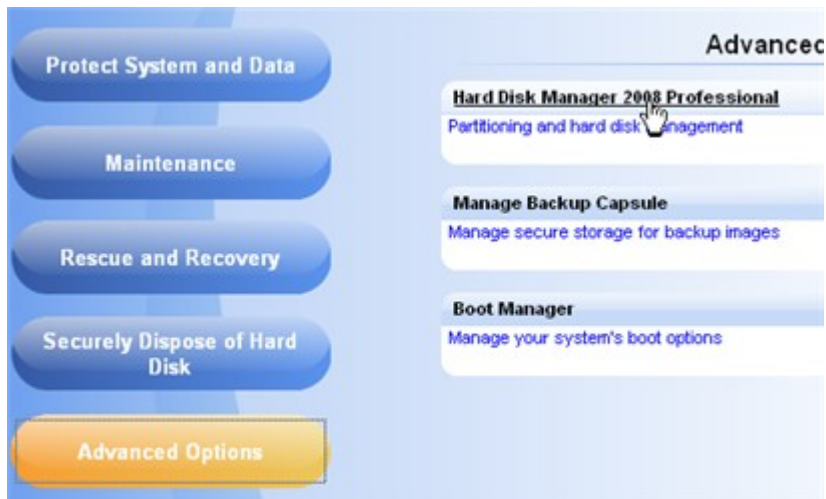 Protect System and Data
Maintenance
Rescue and Recovery
Securely Dispose of Hard
Disk
Advanced Options
Advanced
Hard Disk Manager 2008 Professional
Partitioning and hard disk management
Manage Backup Capsule
Manage secure storage for backup images
Boot Manager
Manage your system's boot options